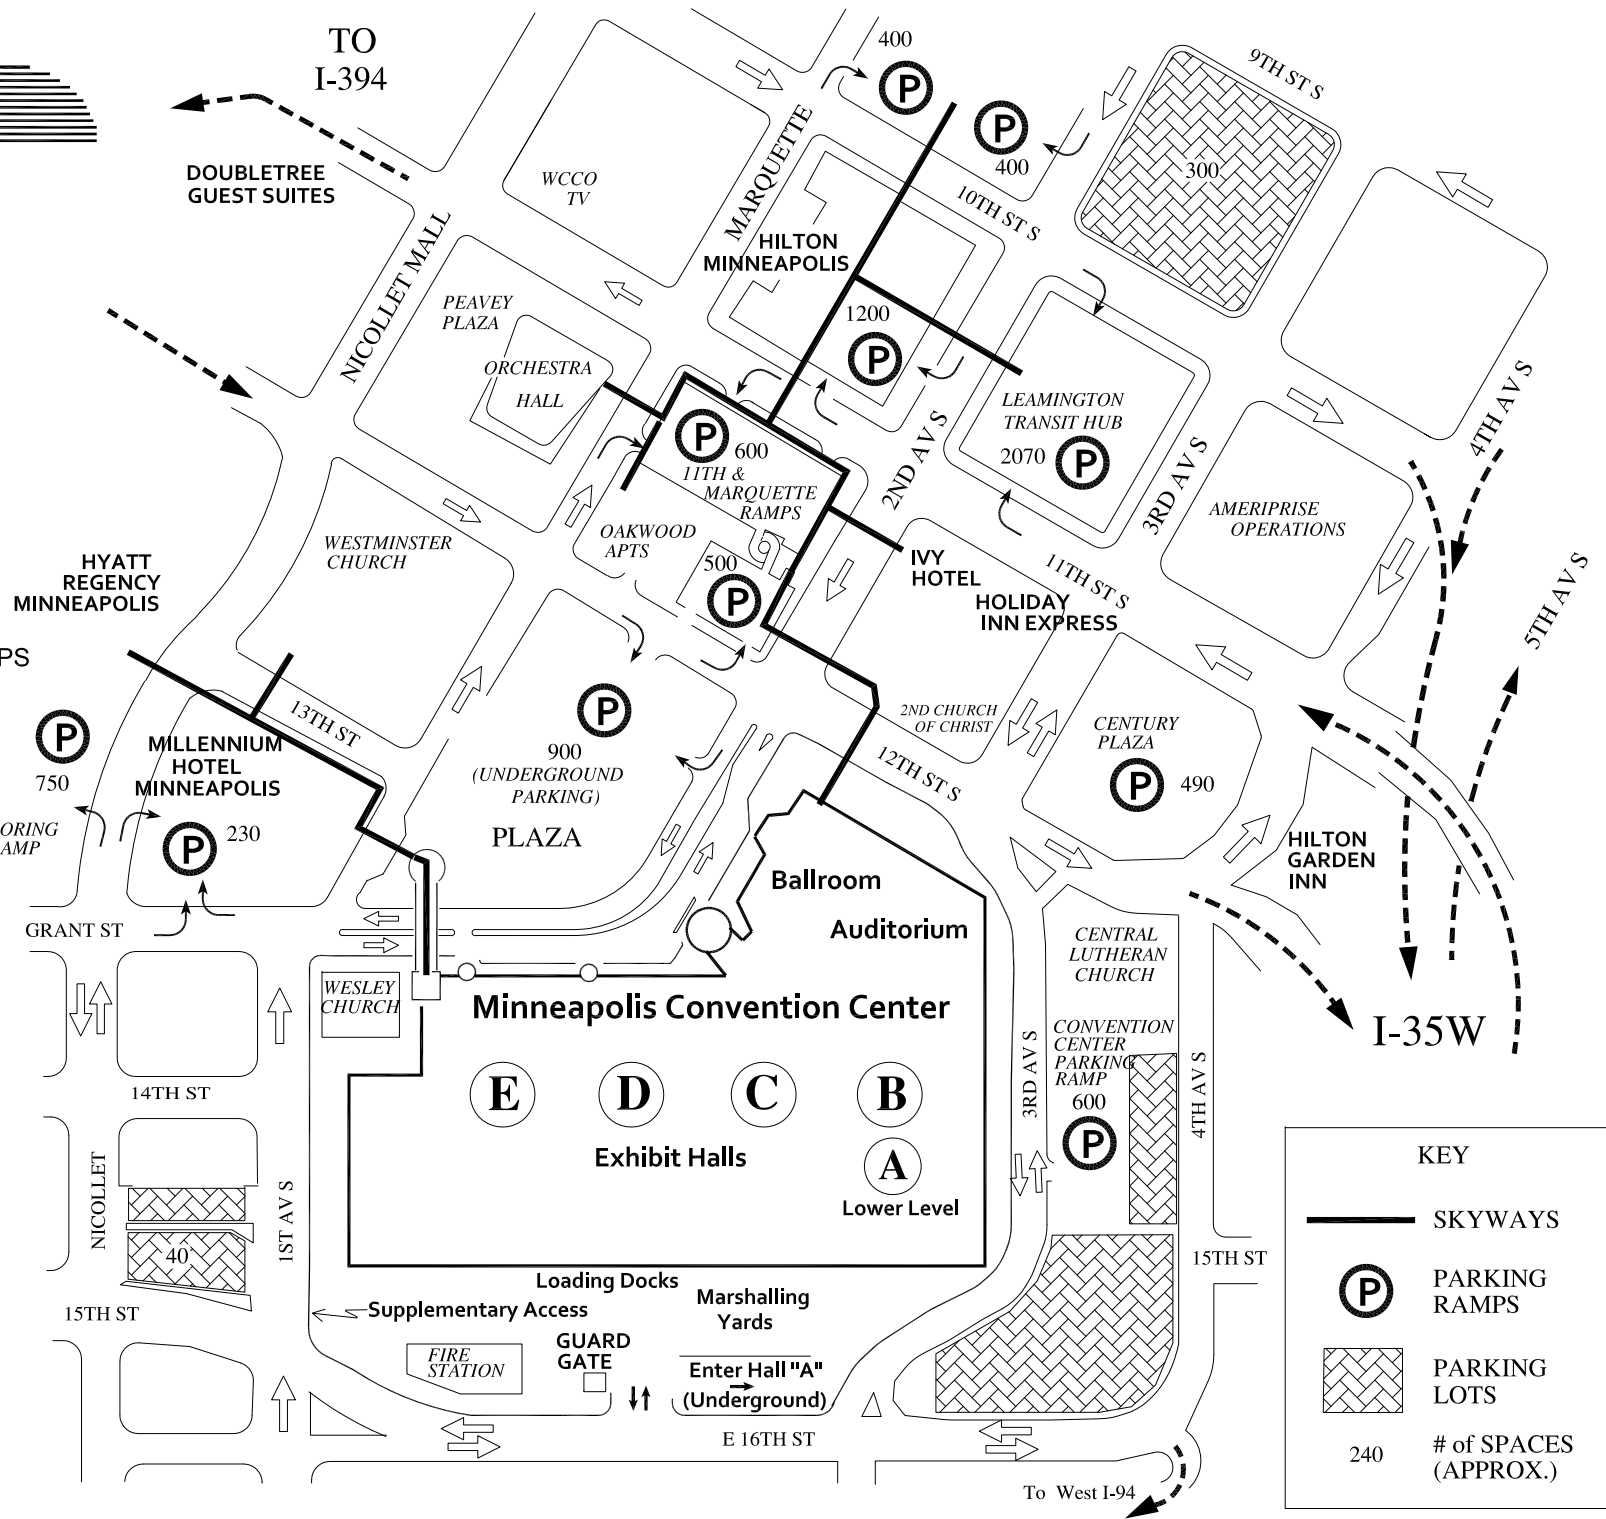 TO
I-394
400
9TH ST S
DOUBLETREE
GUEST SUITES
WCCO
TV
MARQUETTE
P
P
400
300
10TH ST S
NICOLLET MALL
HILTON
MINNEAPOLIS
PEAVEY
PLAZA
1200
P
ORCHESTRA
HALL
LEAMINGTON
TRANSIT HUB
2070
P
4TH AV S
P
600
11TH &
MARQUETTE
RAMPS
2ND AV S
3RD AV S
AMERIPRISE
OPERATIONS
WESTMINSTER
CHURCH
OAKWOOD
APTS
500
P
IVY
HOTEL
11TH ST S
HOLIDAY
INN EXPRESS
5TH AV S
HYATT
REGENCY
MINNEAPOLIS
PS
P
750
13TH ST
MILLENNIUM
HOTEL
MINNEAPOLIS
P
900
(UNDERGROUND
PARKING)
PLAZA
2ND CHURCH
OF CHRIST
12TH ST S
CENTURY
PLAZA
P
490
ORING
AMP
P
230
HILTON
GARDEN
INN
Ballroom
Auditorium
GRANT ST
CENTRAL
LUTHERAN
CHURCH
WESLEY
CHURCH
Minneapolis Convention Center
CONVENTION
CENTER
PARKING
RAMP
600
P
I-35W
3RD AV S
4TH AV S
14TH ST
E
D
C
B
A
Exhibit Halls
Lower Level
NICOLLET
1ST AV S
40
15TH ST
15TH ST
Loading Docks
Supplementary Access
Marshalling
Yards
FIRE
STATION
GUARD
GATE
Enter Hall "A"
(Underground)
E 16TH ST
To West I-94
KEY
SKYWAYS
P
PARKING
RAMPS
PARKING
LOTS
240
# of SPACES
(APPROX.)